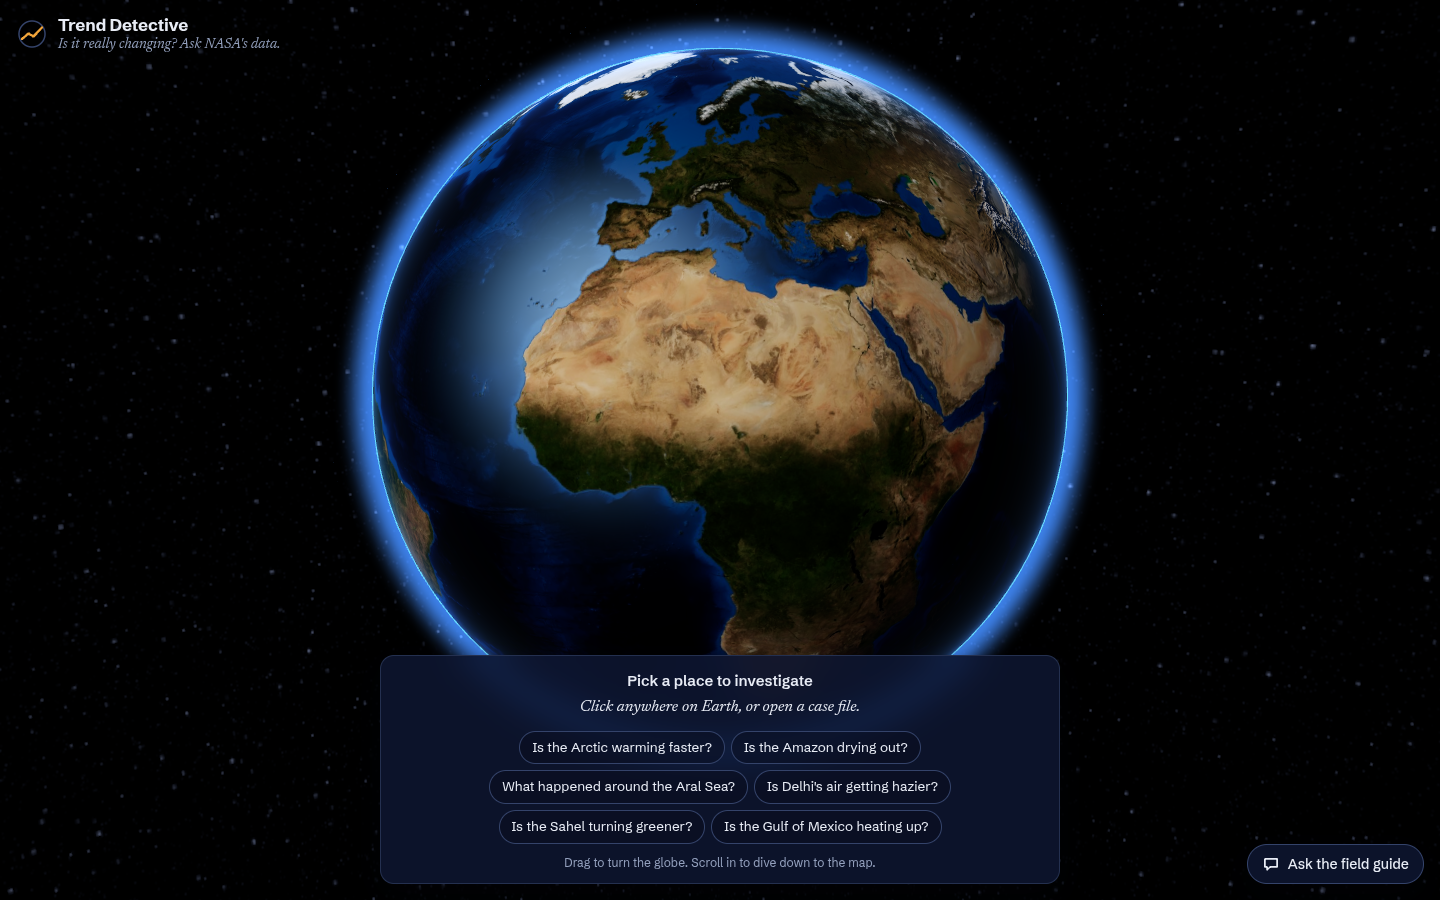 Trend Detective
Is it really changing? Ask NASA's data.
Pick a place to investigate
Click anywhere on Earth, or open a case file.
Is the Arctic warming faster?
Is the Amazon drying out?
What happened around the Aral Sea?
Is Delhi's air getting hazier?
Is the Sahel turning greener?
Is the Gulf of Mexico heating up?
Drag to turn the globe. Scroll in to dive down to the map.
Ask the field guide